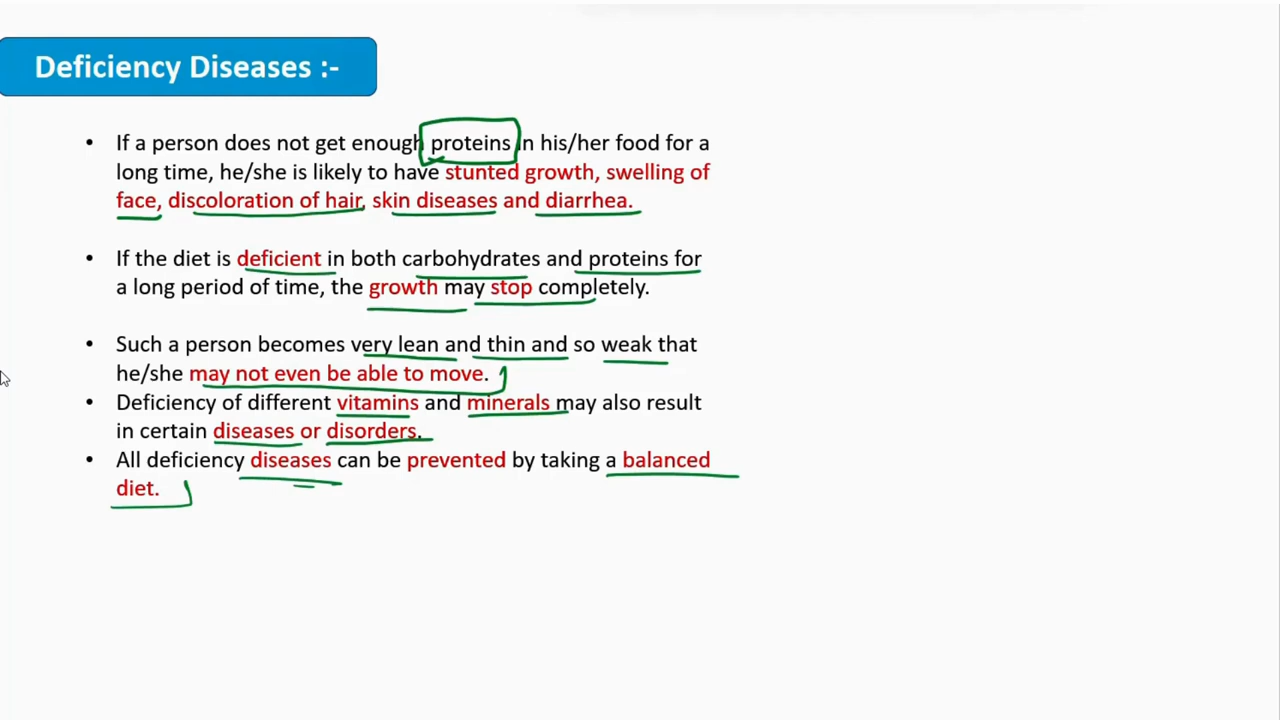 Deficiency Diseases :-
• If a person does not get enough proteins in his/her food for a
long time, he/she is likely to have stunted growth, swelling of
face, discoloration of hair, skin diseases and diarrhea.
• If the diet is deficient in both carbohydrates and proteins for
a long period of time, the growth may stop completely.
• Such a person becomes very lean and thin and so weak that
he/she may not even be able to move.
• Deficiency of different vitamins and minerals may also result
in certain diseases or disorders.
• All deficiency diseases can be prevented by taking a balanced
diet.